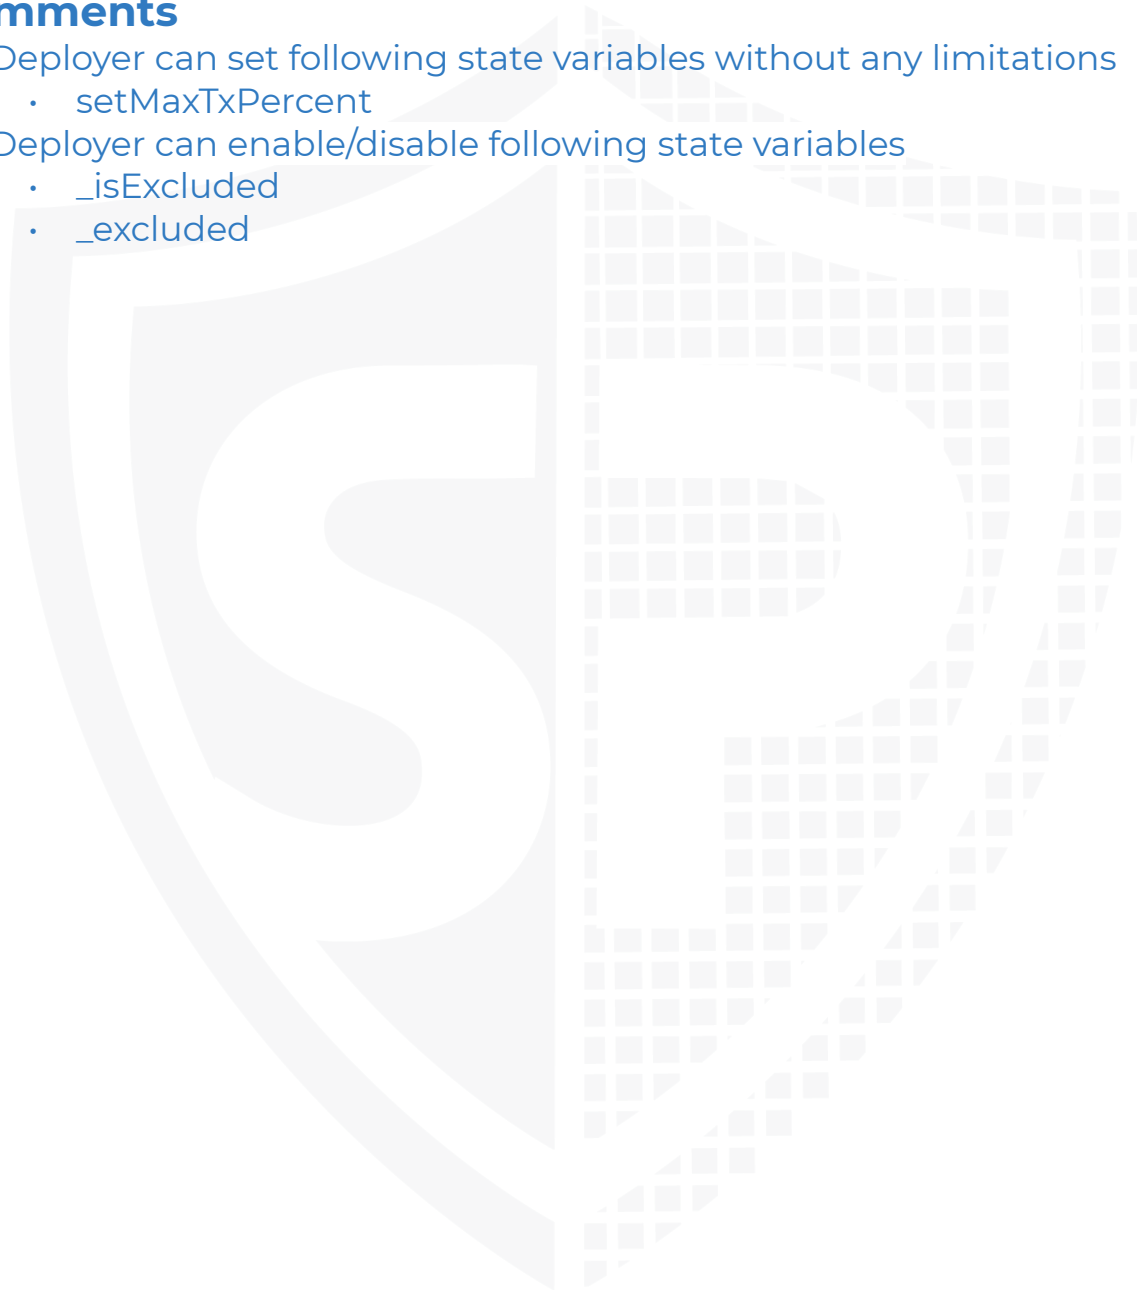 mments
Deployer can set following state variables without any limitations
• setMaxTxPercent
Deployer can enable/disable following state variables
• _isExcluded
• _excluded
SP